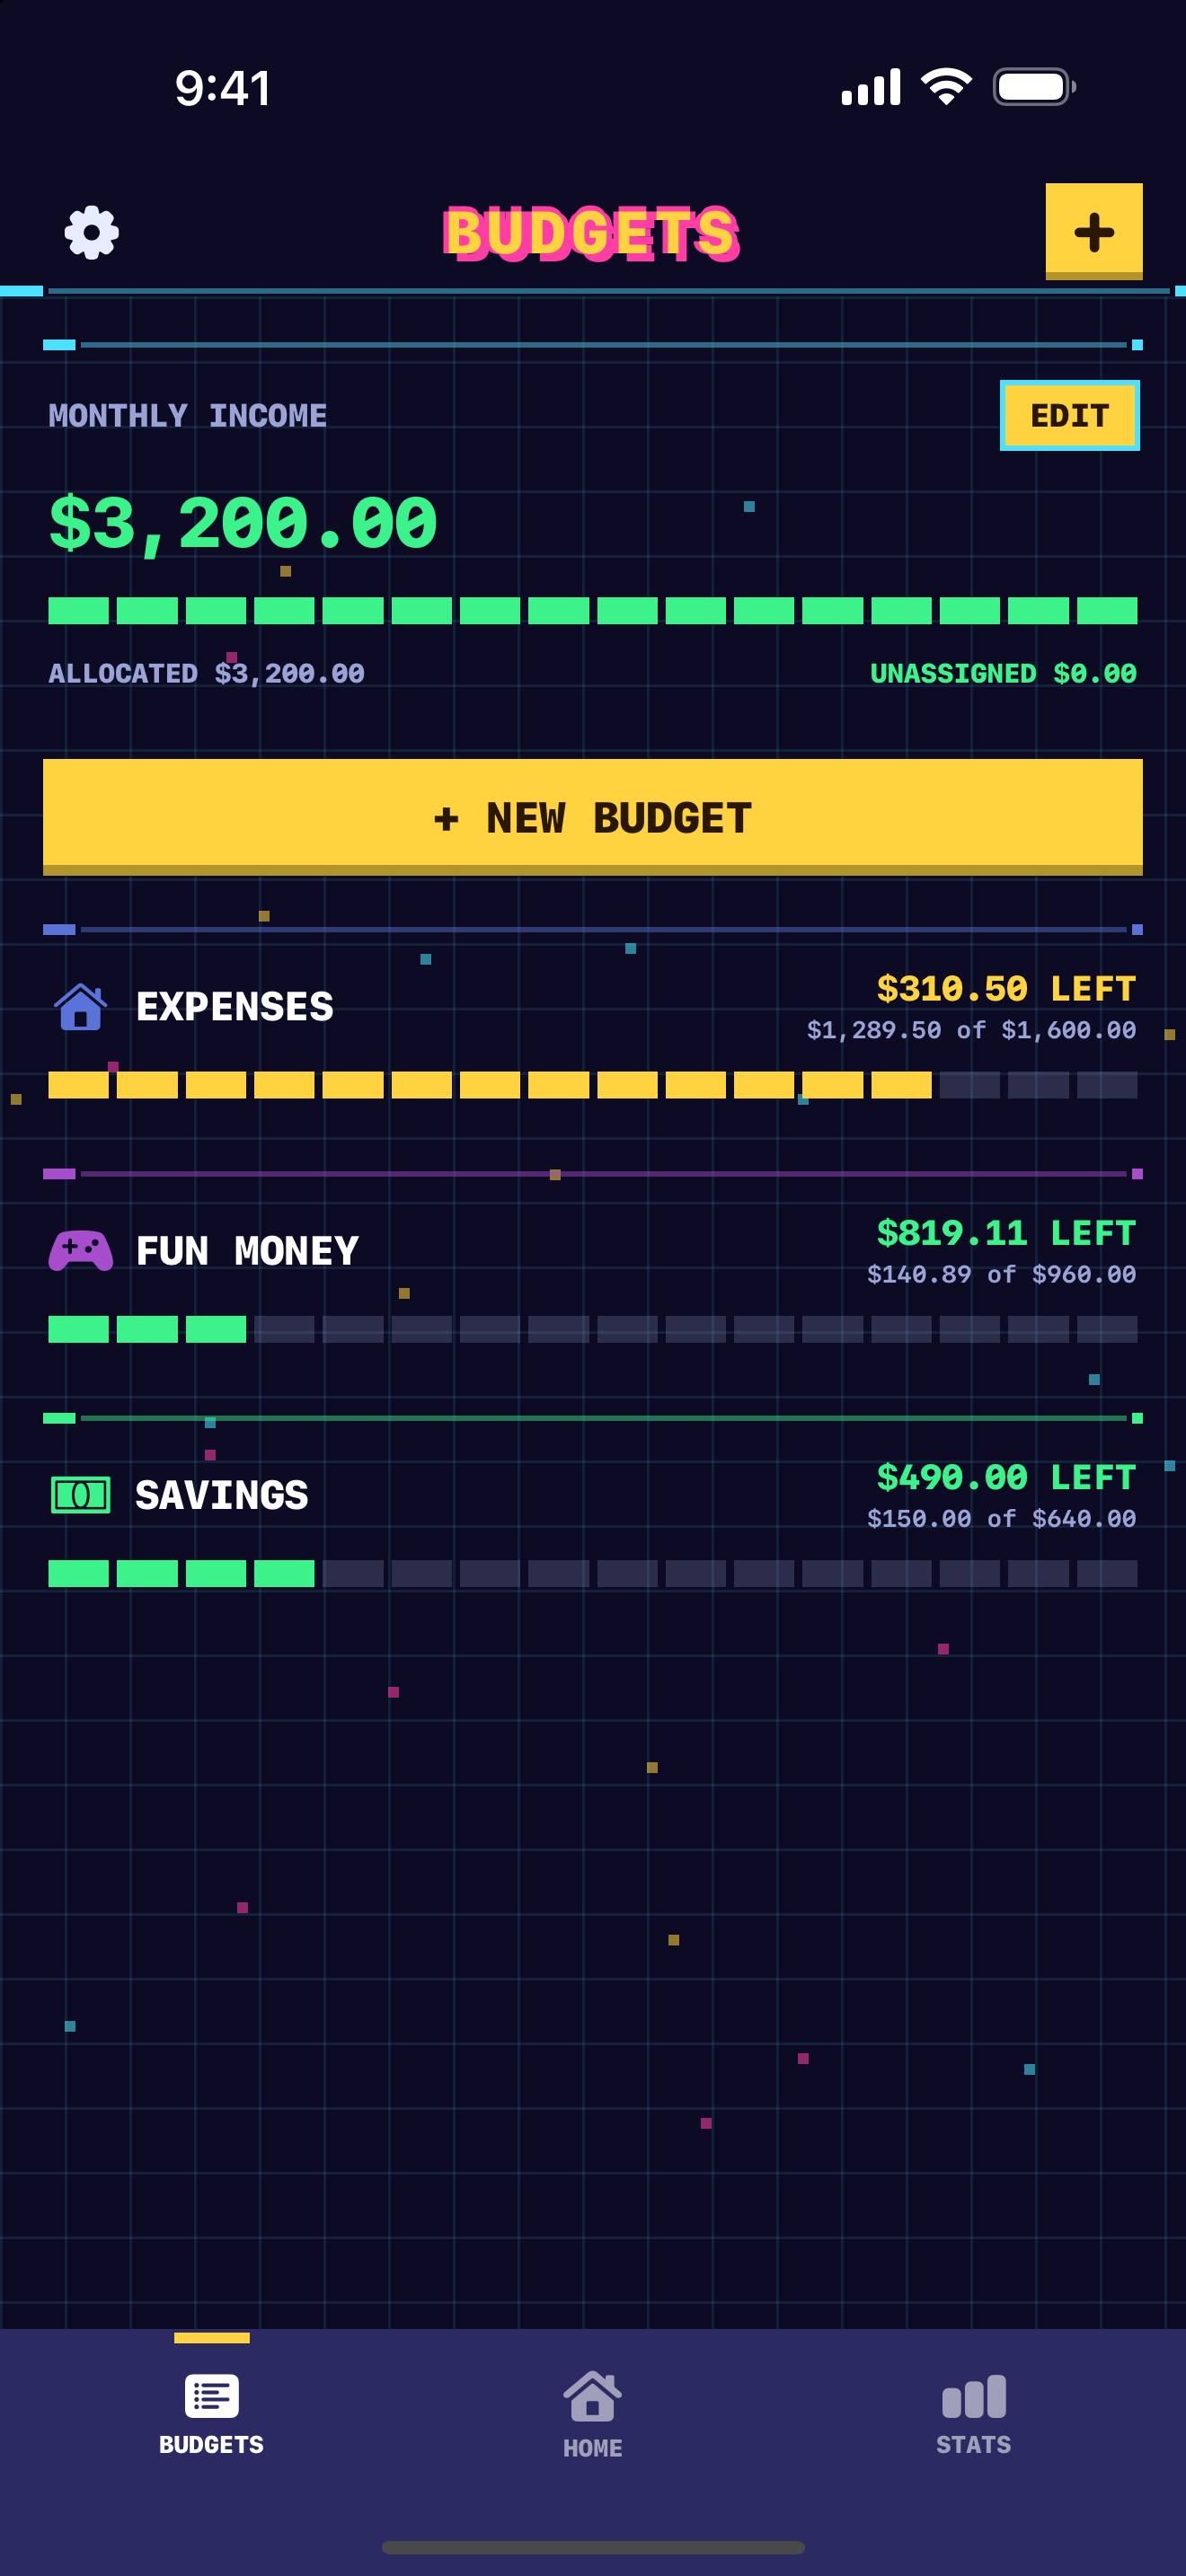 9:41
BUDGETS
MONTHLY INCOME
EDIT
$3,200.00
ALLOCATED $3,200.00
UNASSIGNED $0.00
+ NEW BUDGET
EXPENSES
$310.50 LEFT
$1,289.50 of $1,600.00
FUN MONEY
$819.11 LEFT
$140.89 of $960.00
SAVINGS
$490.00 LEFT
$150.00 of $640.00
BUDGETS
HOME
STATS